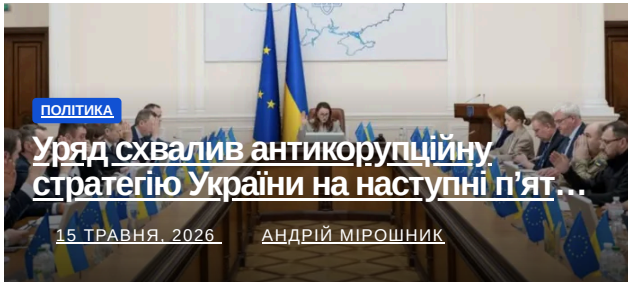 ПОЛІТИКА
Уряд схвалив антикорупційну
стратегію України на наступні п’ят…
15 ТРАВНЯ, 2026 АНДРІЙ МІРОШНИК